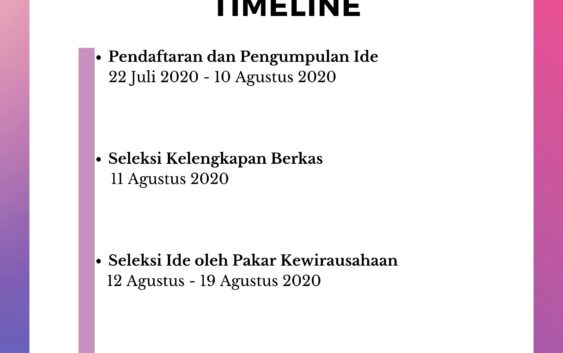 TIMELINE
• Pendaftaran dan Pengumpulan Ide
22 Juli 2020 - 10 Agustus 2020
• Seleksi Kelengkapan Berkas
11 Agustus 2020
• Seleksi Ide oleh Pakar Kewirausahaan
12 Agustus - 19 Agustus 2020